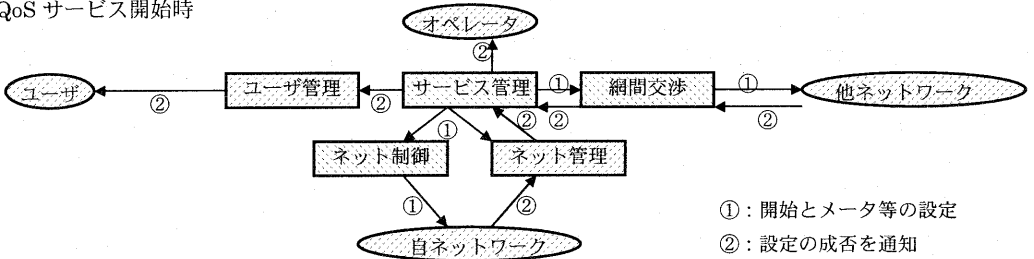 QoS サービス開始時
オペレータ
②
ユーザ
②
ユーザ管理
②
サービス管理
①
網間交渉
①
他ネットワーク
②
②
②
①
ネット制御
ネット管理
①
②
自ネットワーク
①:開始とメータ等の設定
②:設定の成否を通知